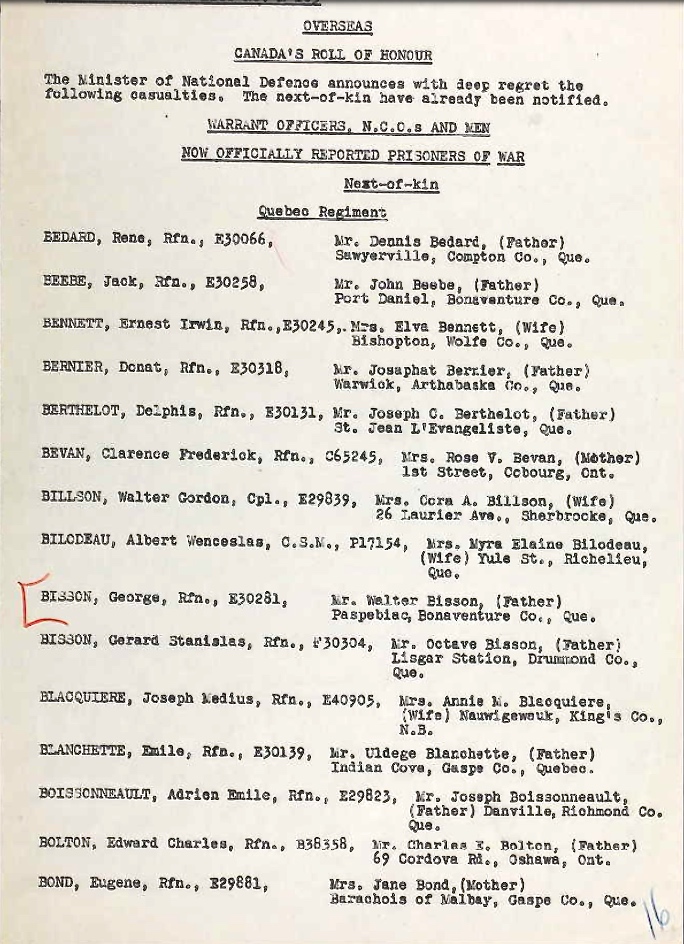 OVERSEAS
CANADA'S ROLL OF HONOUR
The Minister of National Defence announces with deep regret the
following casualties. The next-of-kin have already been notified.
WARRANT OFFICERS, N.C.O.s AND MEN
NOW OFFICIALLY REPORTED PRISONERS OF WAR
Next-of-kin
Quebec Regiment
BEDARD, Rene, Rfn., E30066, Mr. Dennis Bedard, (Father)
Sawyerville, Compton Co., Que.
BEEBE, Jack, Rfn., E30258, Mr. John Beebe, (Father)
Port Daniel, Bonaventure Co., Que.
BENNETT, Ernest Irwin, Rfn.,E30245,.Mrs. Elva Bennett, (Wife)
Bishopton, Wolfe Co., Que.
BERNIER, Donat, Rfn., E30318, Mr. Josaphat Bernier, (Father)
Warwick, Arthabaska Co., Que.
BERTHELOT, Delphis, Rfn., E30131, Mr. Joseph C. Berthelot, (Father)
St. Jean L'Evangeliste, Que.
BEVAN, Clarence Frederick, Rfn., C65245, Mrs. Rose V. Bevan, (Mother)
1st Street, Cobourg, Ont.
BILLSON, Walter Gordon, Cpl., E29839, Mrs. Cora A. Billson, (Wife)
26 Laurier Ave., Sherbrocke, Que.
BILODEAU, Albert Wenceslas, C.S.M., P17154, Mrs. Myra Elaine Bilodeau,
(Wife) Yule St., Richelieu,
Que.
BISSON, George, Rfn., E30281, Mr. Walter Bisson, (Father)
Paspebiac, Bonaventure Co., Que.
BISSON, Gerard Stanislas, Rfn., Mr. Octave Bisson, (Father)
Lisgar Station, Drummond Co.,
Que.
BLACQUIERE, Joseph Medius, Rfn., E40905, Mrs. Annie M. Blacquiere,
(Wife) Nauwigewauk, King's Co.,
N.B.
BLANCHETTE, Emile, Rfn., E30139, Mr. Uldege Blanchette, (Father)
Indian Cove, Gaspe Co., Quebec.
BOISSONNEAULT, Adrien Emile, Rfn., E29823, Mr. Joseph Boissonneault,
(Father) Danville, Richmond Co.
Que.
BOLTON, Edward Charles, Rfn., B38358, Mr. Charles E. Bolton, (Father)
69 Cordova Rd., Oshawa, Ont.
BOND, Eugene, Rfn., E29881, Mrs. Jane Bond,(Mother)
Barachois of Malbay, Gaspe Co., Que.
16